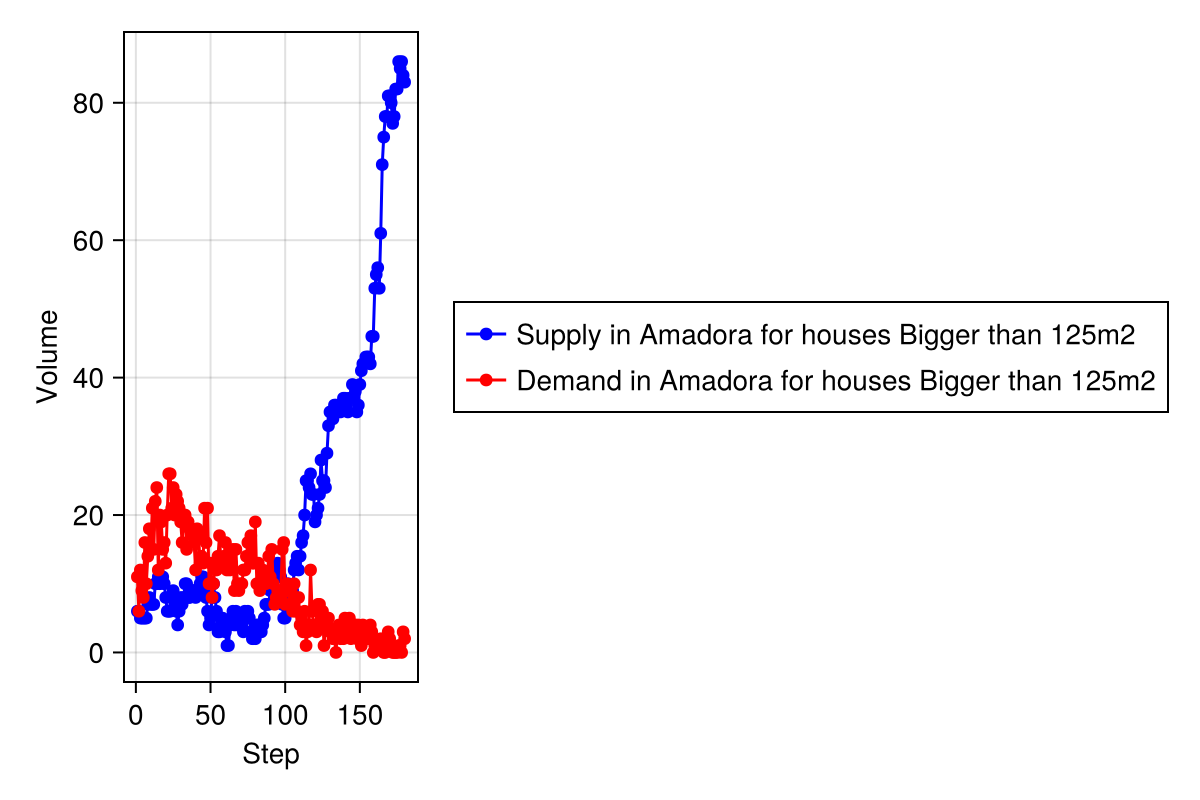 80
60
40
20
0
Volume
0 50 100 150
Step
Supply in Amadora for houses Bigger than 125m2
Demand in Amadora for houses Bigger than 125m2